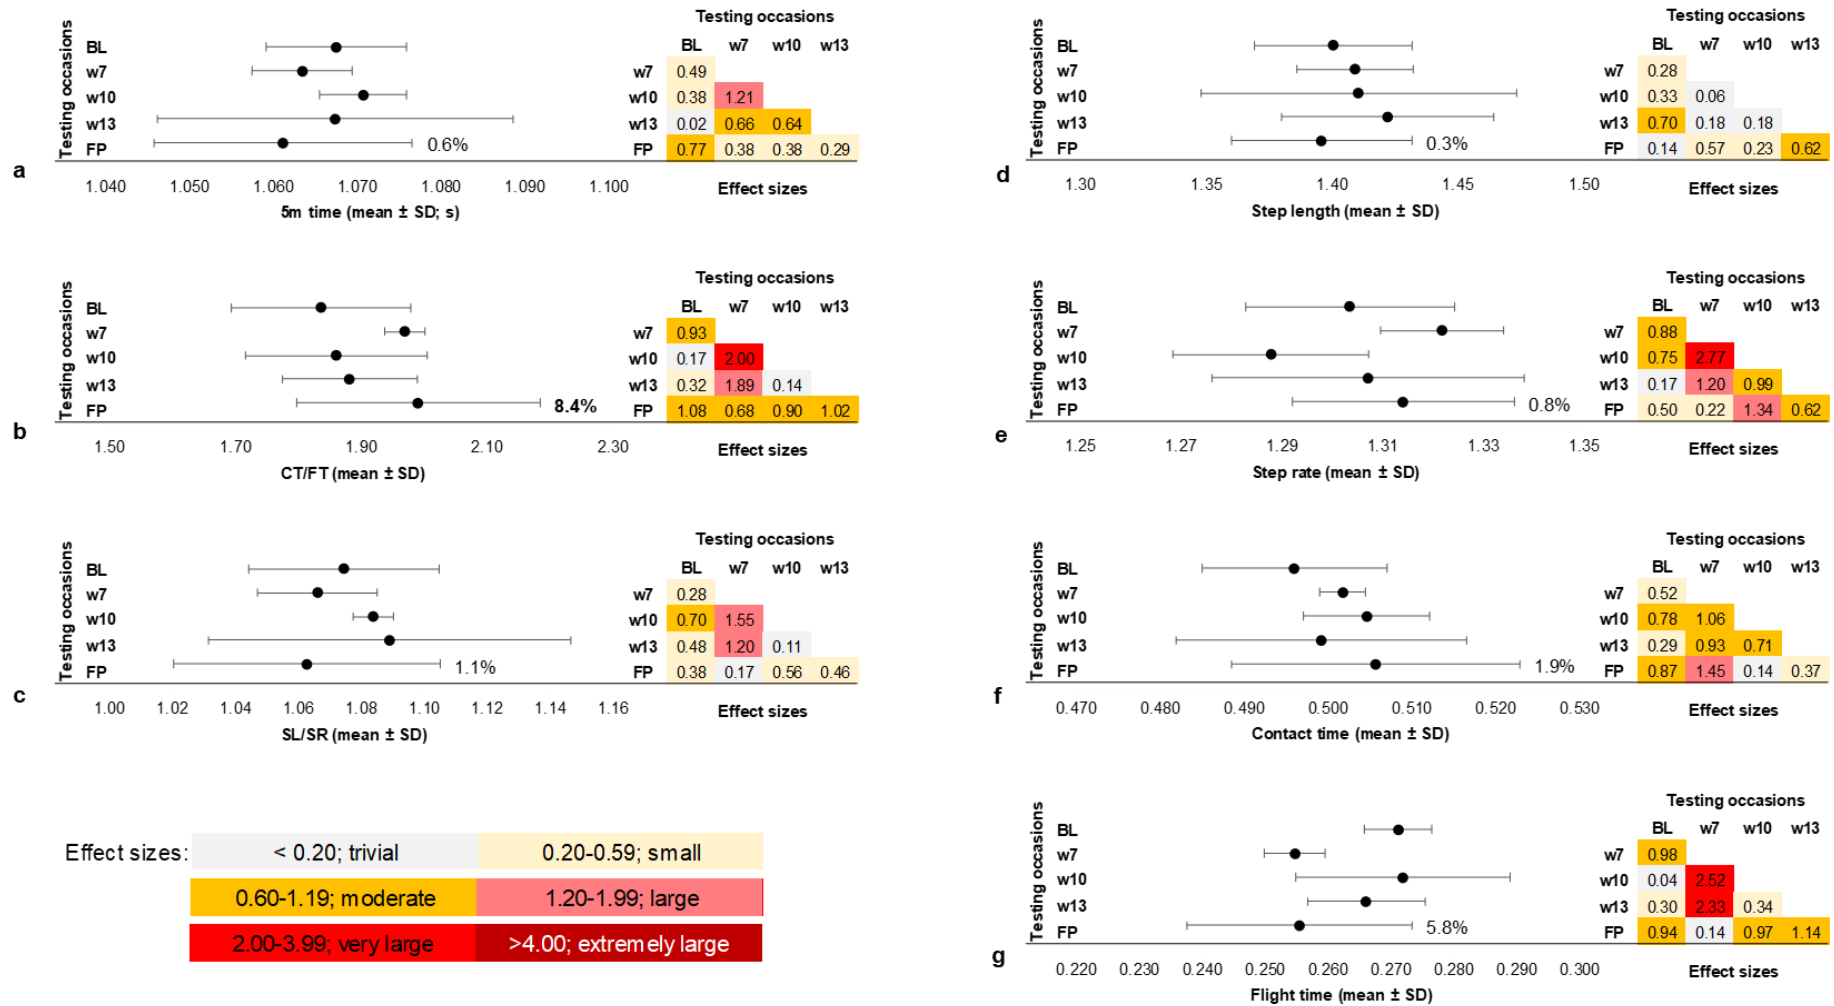 Testing occasions
BL w7 w10 w13
Testing occasions
BL
w7
w10
w13
FP
0.6%
w7 0.49
w10 0.38 1.21
w13 0.02 0.66 0.64
FP 0.77 0.38 0.38 0.29
a
1.040 1.050 1.060 1.070 1.080 1.090 1.100
5m time (mean ± SD; s)
Effect sizes
Testing occasions
BL w7 w10 w13
Testing occasions
BL
w7
w10
w13
FP
8.4%
w7 0.93
w10 0.17 2.00
w13 0.32 1.89 0.14
FP 1.08 0.68 0.90 1.02
b
1.50 1.70 1.90 2.10 2.30
CT/FT (mean ± SD)
Effect sizes
Testing occasions
BL w7 w10 w13
Testing occasions
BL
w7
w10
w13
FP
1.1%
w7 0.28
w10 0.70 1.55
w13 0.48 1.20 0.11
FP 0.38 0.17 0.56 0.46
c
1.00 1.02 1.04 1.06 1.08 1.10 1.12 1.14 1.16
SL/SR (mean ± SD)
Effect sizes
Effect sizes: < 0.20; trivial 0.20-0.59; small
0.60-1.19; moderate 1.20-1.99; large
2.00-3.99; very large >4.00; extremely large
Testing occasions
BL w7 w10 w13
Testing occasions
BL
w7
w10
w13
FP
0.3%
w7 0.28
w10 0.33 0.06
w13 0.70 0.18 0.18
FP 0.14 0.57 0.23 0.62
d
1.30 1.35 1.40 1.45 1.50
Step length (mean ± SD)
Effect sizes
Testing occasions
BL w7 w10 w13
Testing occasions
BL
w7
w10
w13
FP
0.8%
w7 0.88
w10 0.75 2.77
w13 0.17 1.20 0.99
FP 0.50 0.22 1.34 0.62
e
1.25 1.27 1.29 1.31 1.33 1.35
Step rate (mean ± SD)
Effect sizes
Testing occasions
BL w7 w10 w13
Testing occasions
BL
w7
w10
w13
FP
1.9%
w7 0.52
w10 0.78 1.06
w13 0.29 0.93 0.71
FP 0.87 1.45 0.14 0.37
f
0.470 0.480 0.490 0.500 0.510 0.520 0.530
Contact time (mean ± SD)
Effect sizes
Testing occasions
BL w7 w10 w13
Testing occasions
BL
w7
w10
w13
FP
5.8%
w7 0.98
w10 0.04 2.52
w13 0.30 2.33 0.34
FP 0.94 0.14 0.97 1.14
g
0.220 0.230 0.240 0.250 0.260 0.270 0.280 0.290 0.300
Flight time (mean ± SD)
Effect sizes